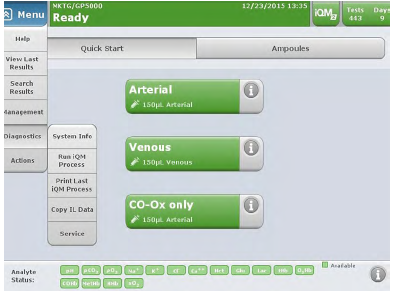 Menu
NKTG/GP5000
12/23/2015 13:35
Ready
iQM2
Tests Days
443 9
Help
View Last
Results
Search
Results
Management
Diagnostics
Actions
Quick Start
Ampoules
System Info
Run iQM
Process
Print Last
iQM Process
Copy IL Data
Service
Arterial
150µL Arterial
Venous
150µL Venous
CO-Ox only
150µL Arterial
Analyte
Status:
pH pCO₂ pO₂ Na⁺ K⁺ Cl⁻ Ca⁺⁺ Hct Glu Lac tHb O₂Hb
COHb MetHb HHb sO₂
Available